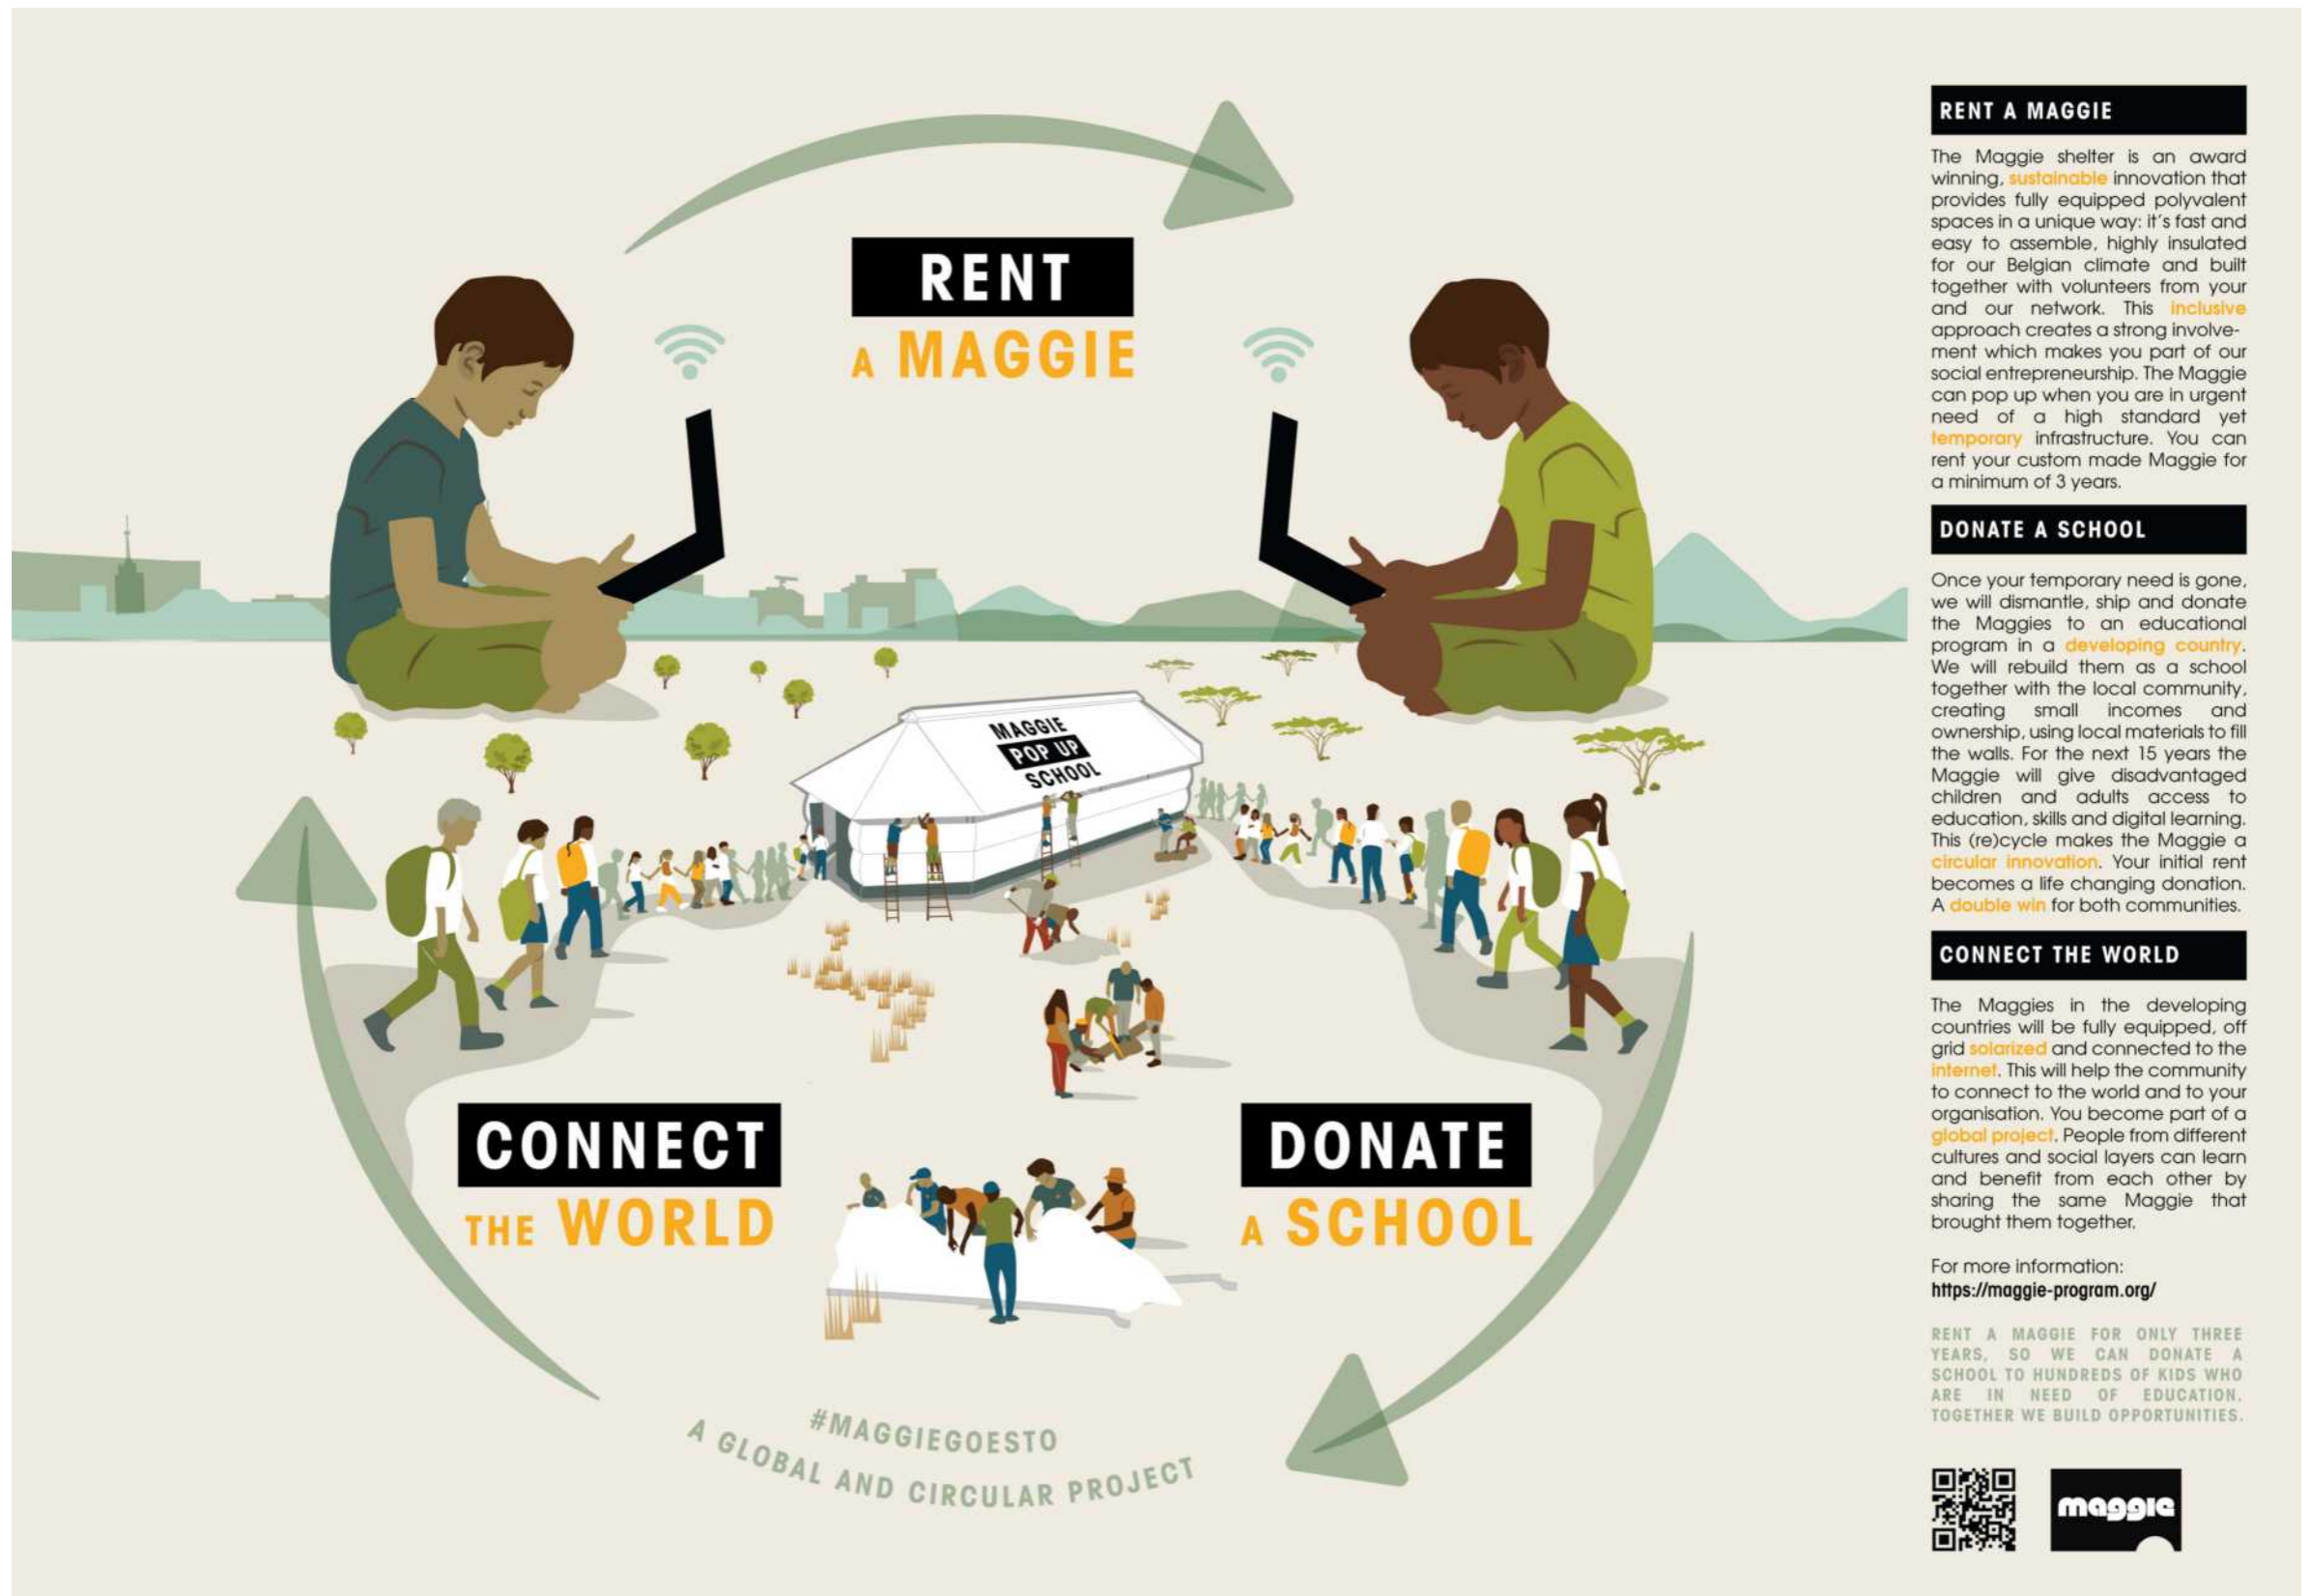 RENT
A MAGGIE
MAGGIE
POP UP
SCHOOL
CONNECT
THE WORLD
DONATE
A SCHOOL
#MAGGIEGOESTO
A GLOBAL AND CIRCULAR PROJECT
RENT A MAGGIE
The Maggie shelter is an award
winning, sustainable innovation that
provides fully equipped polyvalent
spaces in a unique way: it's fast and
easy to assemble, highly insulated
for our Belgian climate and built
together with volunteers from your
and our network. This inclusive
approach creates a strong involve-
ment which makes you part of our
social entrepreneurship. The Maggie
can pop up when you are in urgent
need of a high standard yet
temporary infrastructure. You can
rent your custom made Maggie for
a minimum of 3 years.
DONATE A SCHOOL
Once your temporary need is gone,
we will dismantle, ship and donate
the Maggies to an educational
program in a developing country.
We will rebuild them as a school
together with the local community,
creating small incomes and
ownership, using local materials to fill
the walls. For the next 15 years the
Maggie will give disadvantaged
children and adults access to
education, skills and digital learning.
This (re)cycle makes the Maggie a
circular innovation. Your initial rent
becomes a life changing donation.
A double win for both communities.
CONNECT THE WORLD
The Maggies in the developing
countries will be fully equipped, off
grid solarized and connected to the
internet. This will help the community
to connect to the world and to your
organisation. You become part of a
global project. People from different
cultures and social layers can learn
and benefit from each other by
sharing the same Maggie that
brought them together.
For more information:
https://maggie-program.org/
RENT A MAGGIE FOR ONLY THREE
YEARS, SO WE CAN DONATE A
SCHOOL TO HUNDREDS OF KIDS WHO
ARE IN NEED OF EDUCATION.
TOGETHER WE BUILD OPPORTUNITIES.
maggie